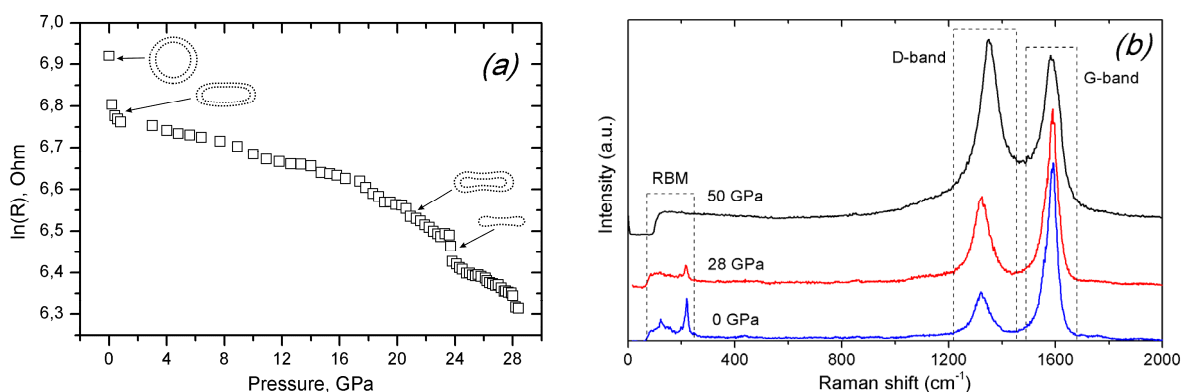 (a)
7,0
6,9
6,8
6,7
6,6
6,5
6,4
6,3
ln(R), Ohm
0 4 8 12 16 20 24 28
Pressure, GPa
(b)
D-band
G-band
RBM
50 GPa
28 GPa
0 GPa
Intensity (a.u.)
0 400 800 1200 1600 2000
Raman shift (cm⁻¹)